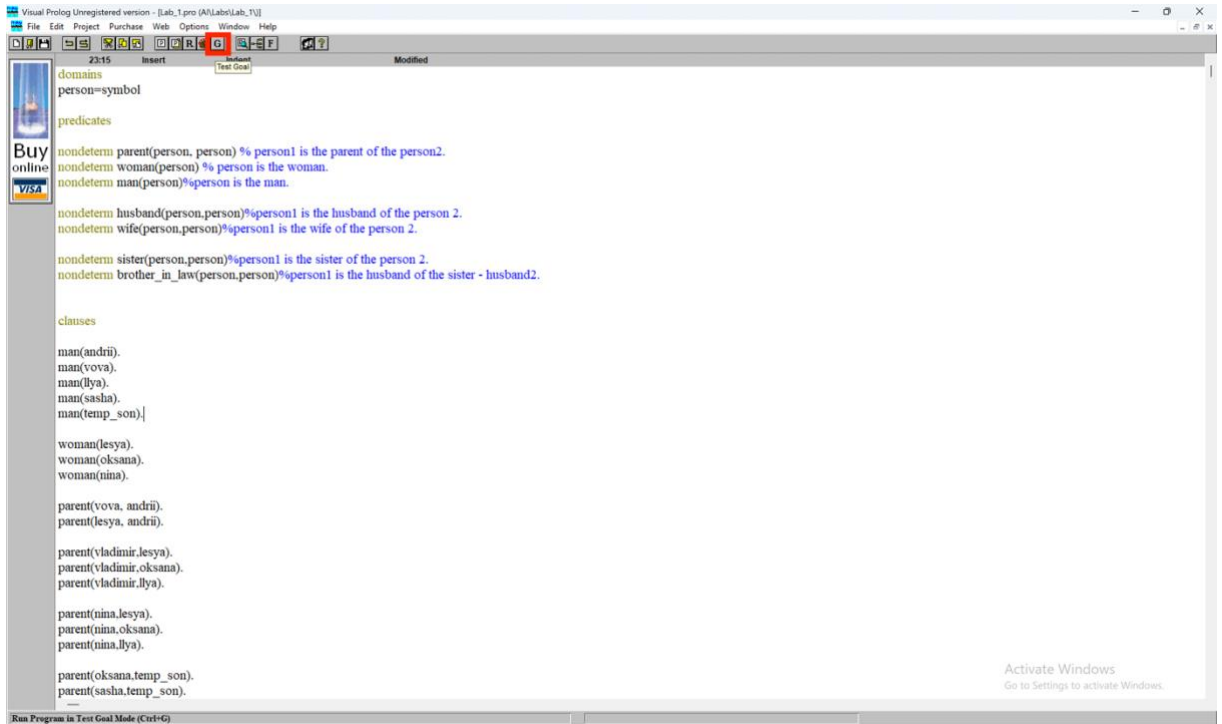 Visual Prolog Unregistered version - [Lab_1.pro (AI\Labs\Lab_1\)]
File Edit Project Purchase Web Options Window Help
R G F ?
23:15 Insert Indent Modified
Test Goal
Buy
online
VISA
domains
person=symbol
predicates
nondeterm parent(person, person) % person1 is the parent of the person2.
nondeterm woman(person) % person is the woman.
nondeterm man(person)%person is the man.
nondeterm husband(person,person)%person1 is the husband of the person 2.
nondeterm wife(person,person)%person1 is the wife of the person 2.
nondeterm sister(person,person)%person1 is the sister of the person 2.
nondeterm brother_in_law(person,person)%person1 is the husband of the sister - husband2.
clauses
man(andrii).
man(vova).
man(llya).
man(sasha).
man(temp_son).
woman(lesya).
woman(oksana).
woman(nina).
parent(vova, andrii).
parent(lesya, andrii).
parent(vladimir,lesya).
parent(vladimir,oksana).
parent(vladimir,llya).
parent(nina,lesya).
parent(nina,oksana).
parent(nina,llya).
parent(oksana,temp_son).
parent(sasha,temp_son).
Activate Windows
Go to Settings to activate Windows.
Run Program in Test Goal Mode (Ctrl+G)